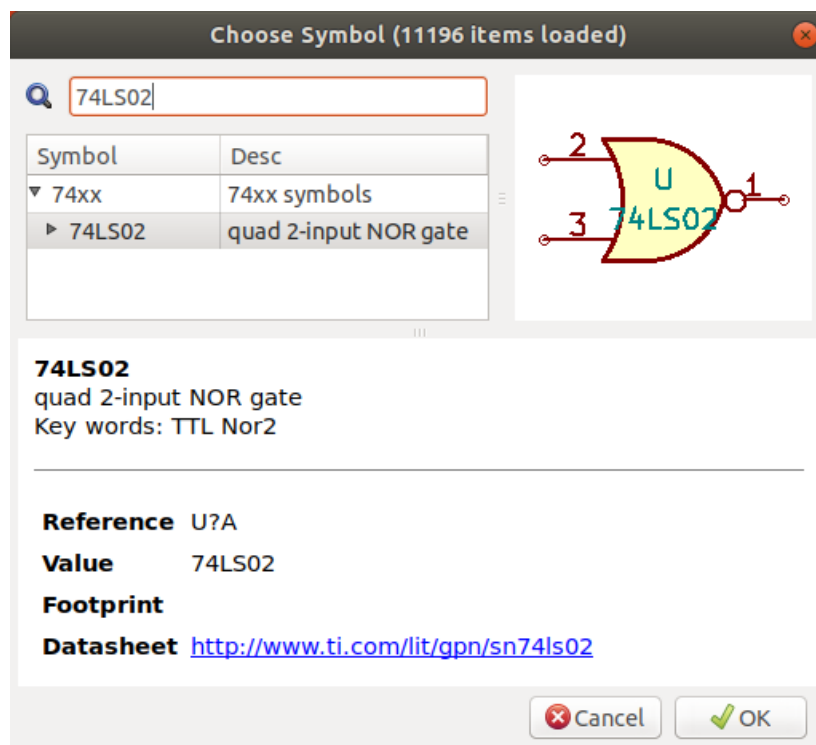 Choose Symbol (11196 items loaded)
74LS02
Symbol Desc
74xx 74xx symbols
74LS02 quad 2-input NOR gate
2
3
U
74LS02
1
74LS02
quad 2-input NOR gate
Key words: TTL Nor2
Reference U?A
Value 74LS02
Footprint
Datasheet http://www.ti.com/lit/gpn/sn74ls02
Cancel OK